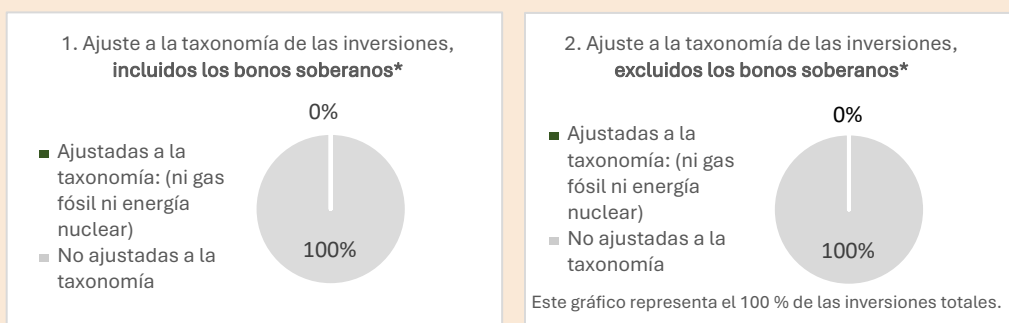 1. Ajuste a la taxonomía de las inversiones,
incluidos los bonos soberanos*
0%
Ajustadas a la
taxonomía: (ni gas
fósil ni energía
nuclear)
No ajustadas a la
taxonomía
100%
2. Ajuste a la taxonomía de las inversiones,
excluidos los bonos soberanos*
0%
Ajustadas a la
taxonomía: (ni gas
fósil ni energía
nuclear)
No ajustadas a la
taxonomía
100%
Este gráfico representa el 100 % de las inversiones totales.